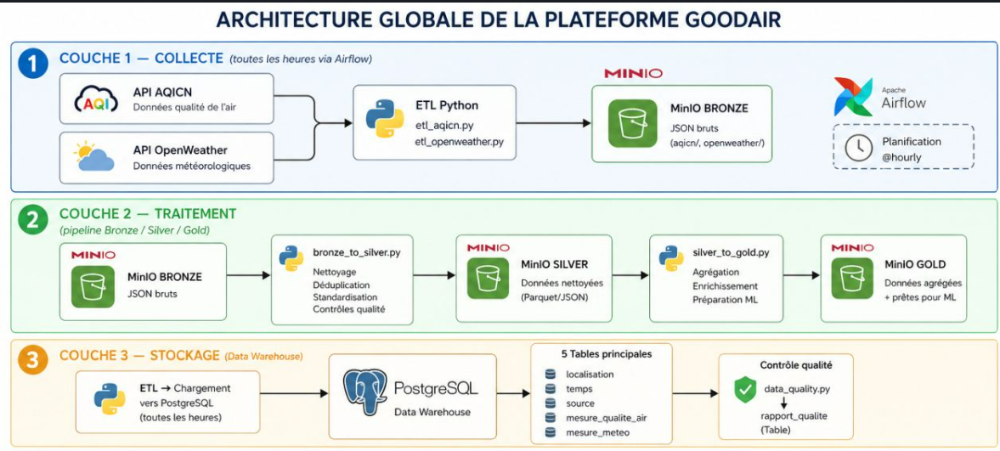 ARCHITECTURE GLOBALE DE LA PLATEFORME GOODAIR
1
COUCHE 1 — COLLECTE (toutes les heures via Airflow)
AQI
API AQICN
Données qualité de l'air
API OpenWeather
Données météorologiques
ETL Python
etl_aqicn.py
etl_openweather.py
MINIO
MinIO BRONZE
JSON bruts
(aqicn/, openweather/)
Apache
Airflow
Planification
@hourly
2
COUCHE 2 — TRAITEMENT
(pipeline Bronze / Silver / Gold)
MINIO
MinIO BRONZE
JSON bruts
bronze_to_silver.py
Nettoyage
Déduplication
Standardisation
Contrôles qualité
MINIO
MinIO SILVER
Données nettoyées
(Parquet/JSON)
silver_to_gold.py
Agrégation
Enrichissement
Préparation ML
MINIO
MinIO GOLD
Données agrégées
+ prêtes pour ML
3
COUCHE 3 — STOCKAGE (Data Warehouse)
ETL → Chargement
vers PostgreSQL
(toutes les heures)
PostgreSQL
Data Warehouse
5 Tables principales
localisation
temps
source
mesure_qualite_air
mesure_meteo
Contrôle qualité
data_quality.py
rapport_qualite
(Table)